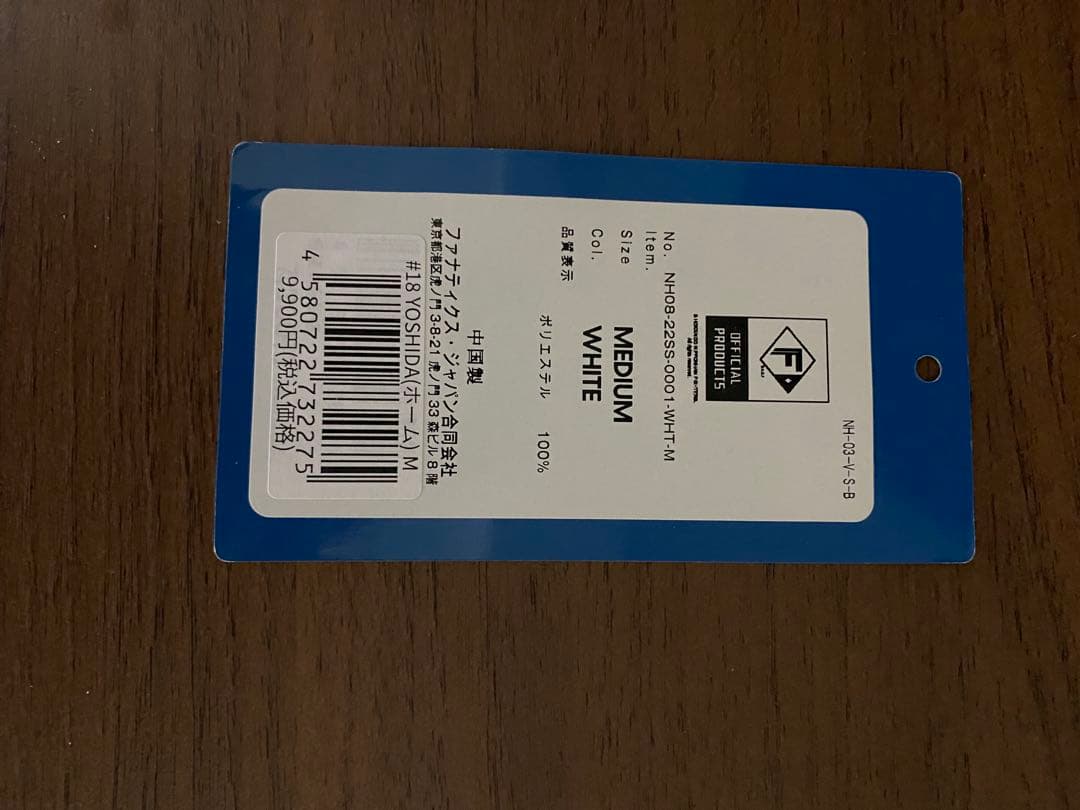 NH-03-V-S-B
F
OFFICIAL
PRODUCTS
No. NH08-22SS-0001-WHT-M
Item.
Size MEDIUM
Col. WHITE
品質表示
ポリエステル 100%
中国製
ファナティクス・ジャパン合同会社
東京都港区虎ノ門 3-8-21 虎ノ門 33 森ビル 8 階
#18 YOSHIDA(ホーム) M
4 580722 732275
9,900円(税込価格)